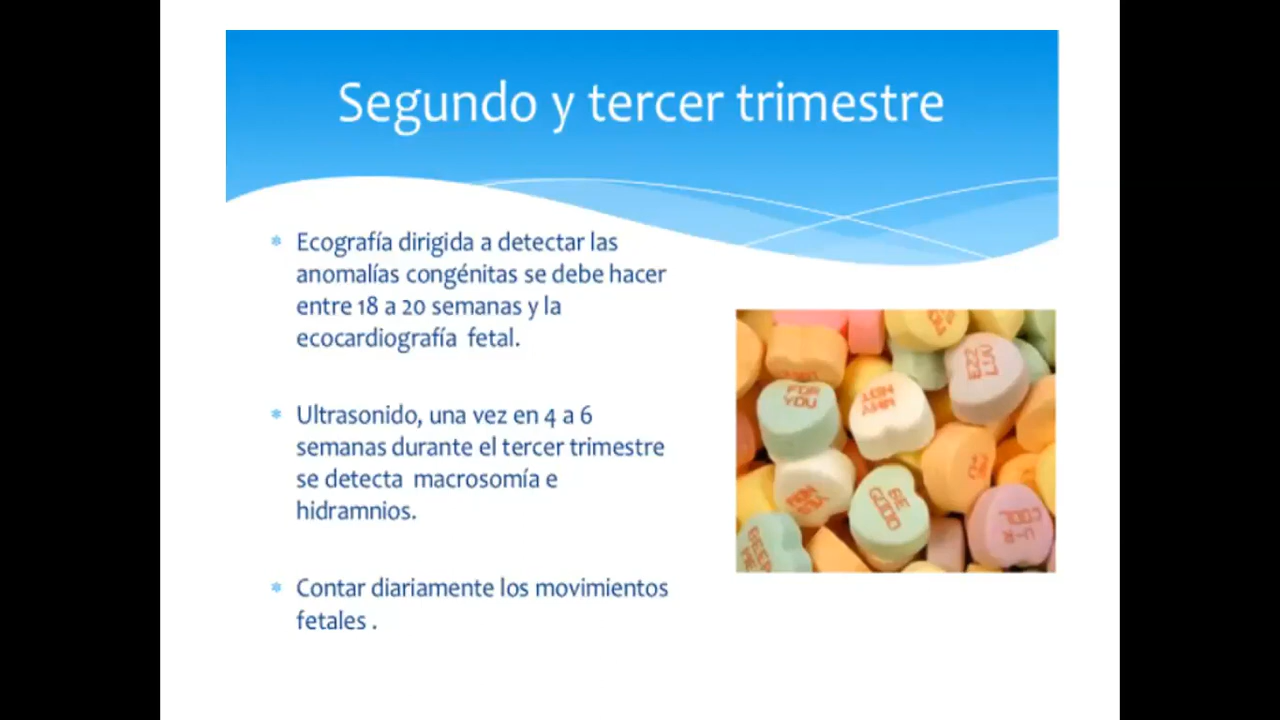 Segundo y tercer trimestre
Ecografía dirigida a detectar las
anomalías congénitas se debe hacer
entre 18 a 20 semanas y la
ecocardiografía fetal.
Ultrasonido, una vez en 4 a 6
semanas durante el tercer trimestre
se detecta macrosomía e
hidramnios.
Contar diariamente los movimientos
fetales .
FOR
YOU
BE
GOOD
U-R
COOL